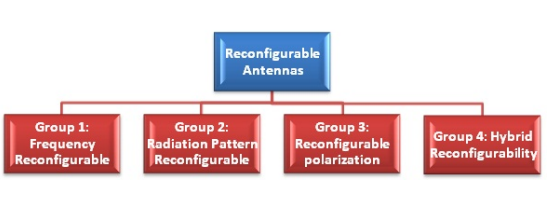 Reconfigurable
Antennas
Group 1:
Frequency
Reconfigurable
Group 2:
Radiation Pattern
Reconfigurable
Group 3:
Reconfigurable
polarization
Group 4: Hybrid
Reconfigurability